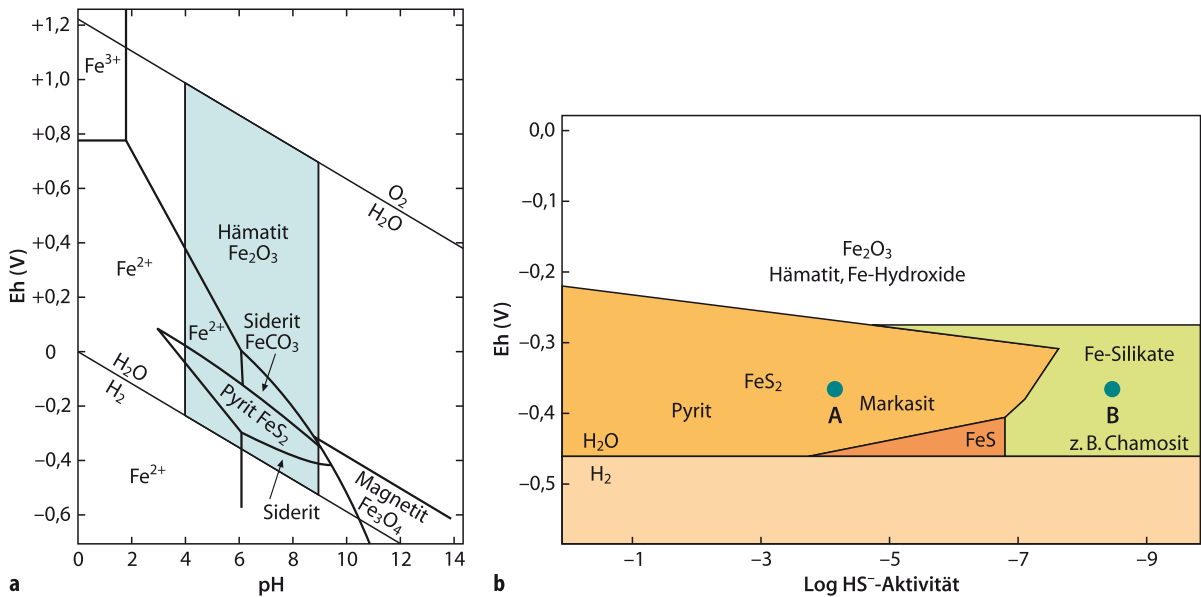 +1,2
+1,0
+0,8
+0,6
+0,4
+0,2
0
–0,2
–0,4
–0,6
Eh (V)
Fe³⁺
Fe²⁺
O₂
H₂O
Hämatit
Fe₂O₃
Fe²⁺
Siderit
FeCO₃
H₂O
H₂
Pyrit FeS₂
Fe²⁺
Siderit
Magnetit
Fe₃O₄
0 2 4 6 8 10 12 14
pH
a
0,0
–0,1
–0,2
–0,3
–0,4
–0,5
Eh (V)
Fe₂O₃
Hämatit, Fe-Hydroxide
Fe-Silikate
FeS₂
Pyrit
A
Markasit
B
FeS
z. B. Chamosit
H₂O
H₂
–1 –3 –5 –7 –9
Log HS⁻-Aktivität
b